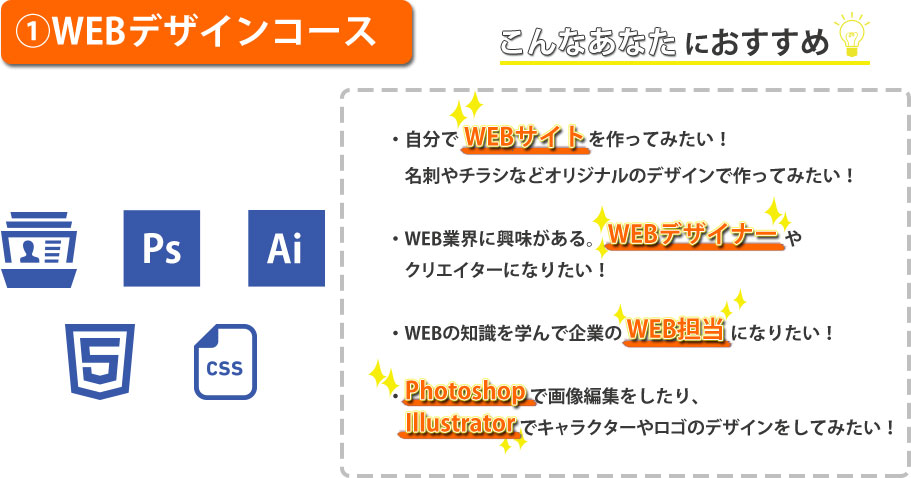 ①WEBデザインコース
こんなあなたにおすすめ
・自分でWEBサイトを作ってみたい！
名刺やチラシなどオリジナルのデザインで作ってみたい！
・WEB業界に興味がある。WEBデザイナーや
クリエイターになりたい！
・WEBの知識を学んで企業のWEB担当になりたい！
・Photoshopで画像編集をしたり、
Illustratorでキャラクターやロゴのデザインをしてみたい！
Ps
Ai
5
CSS